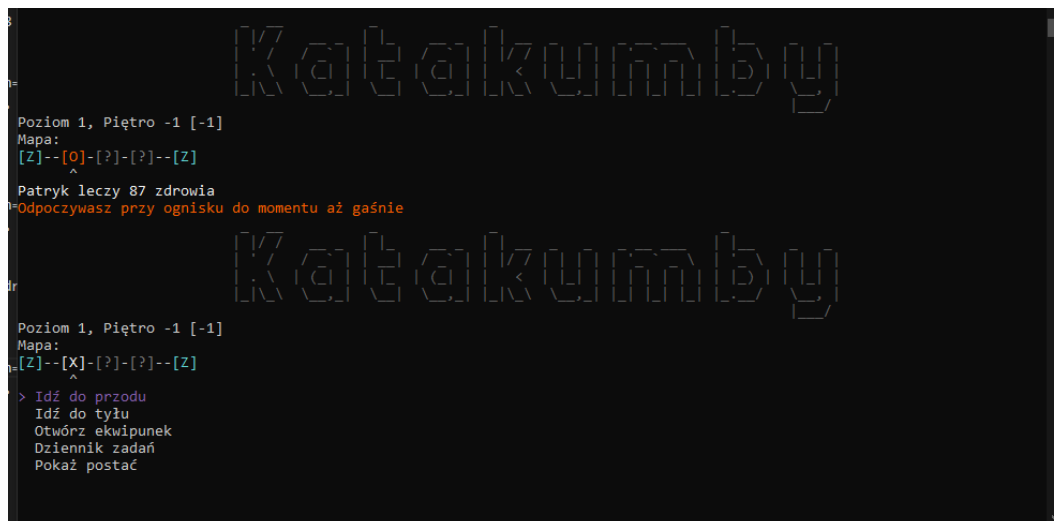 Katakumby
Poziom 1, Piętro -1 [-1]
Mapa:
[Z]--[O]-[?]-[?]--[Z]
^
Patryk leczy 87 zdrowia
Odpoczywasz przy ognisku do momentu aż gaśnie
Katakumby
Poziom 1, Piętro -1 [-1]
Mapa:
[Z]--[X]-[?]-[?]--[Z]
^
> Idź do przodu
Idź do tyłu
Otwórz ekwipunek
Dziennik zadań
Pokaż postać